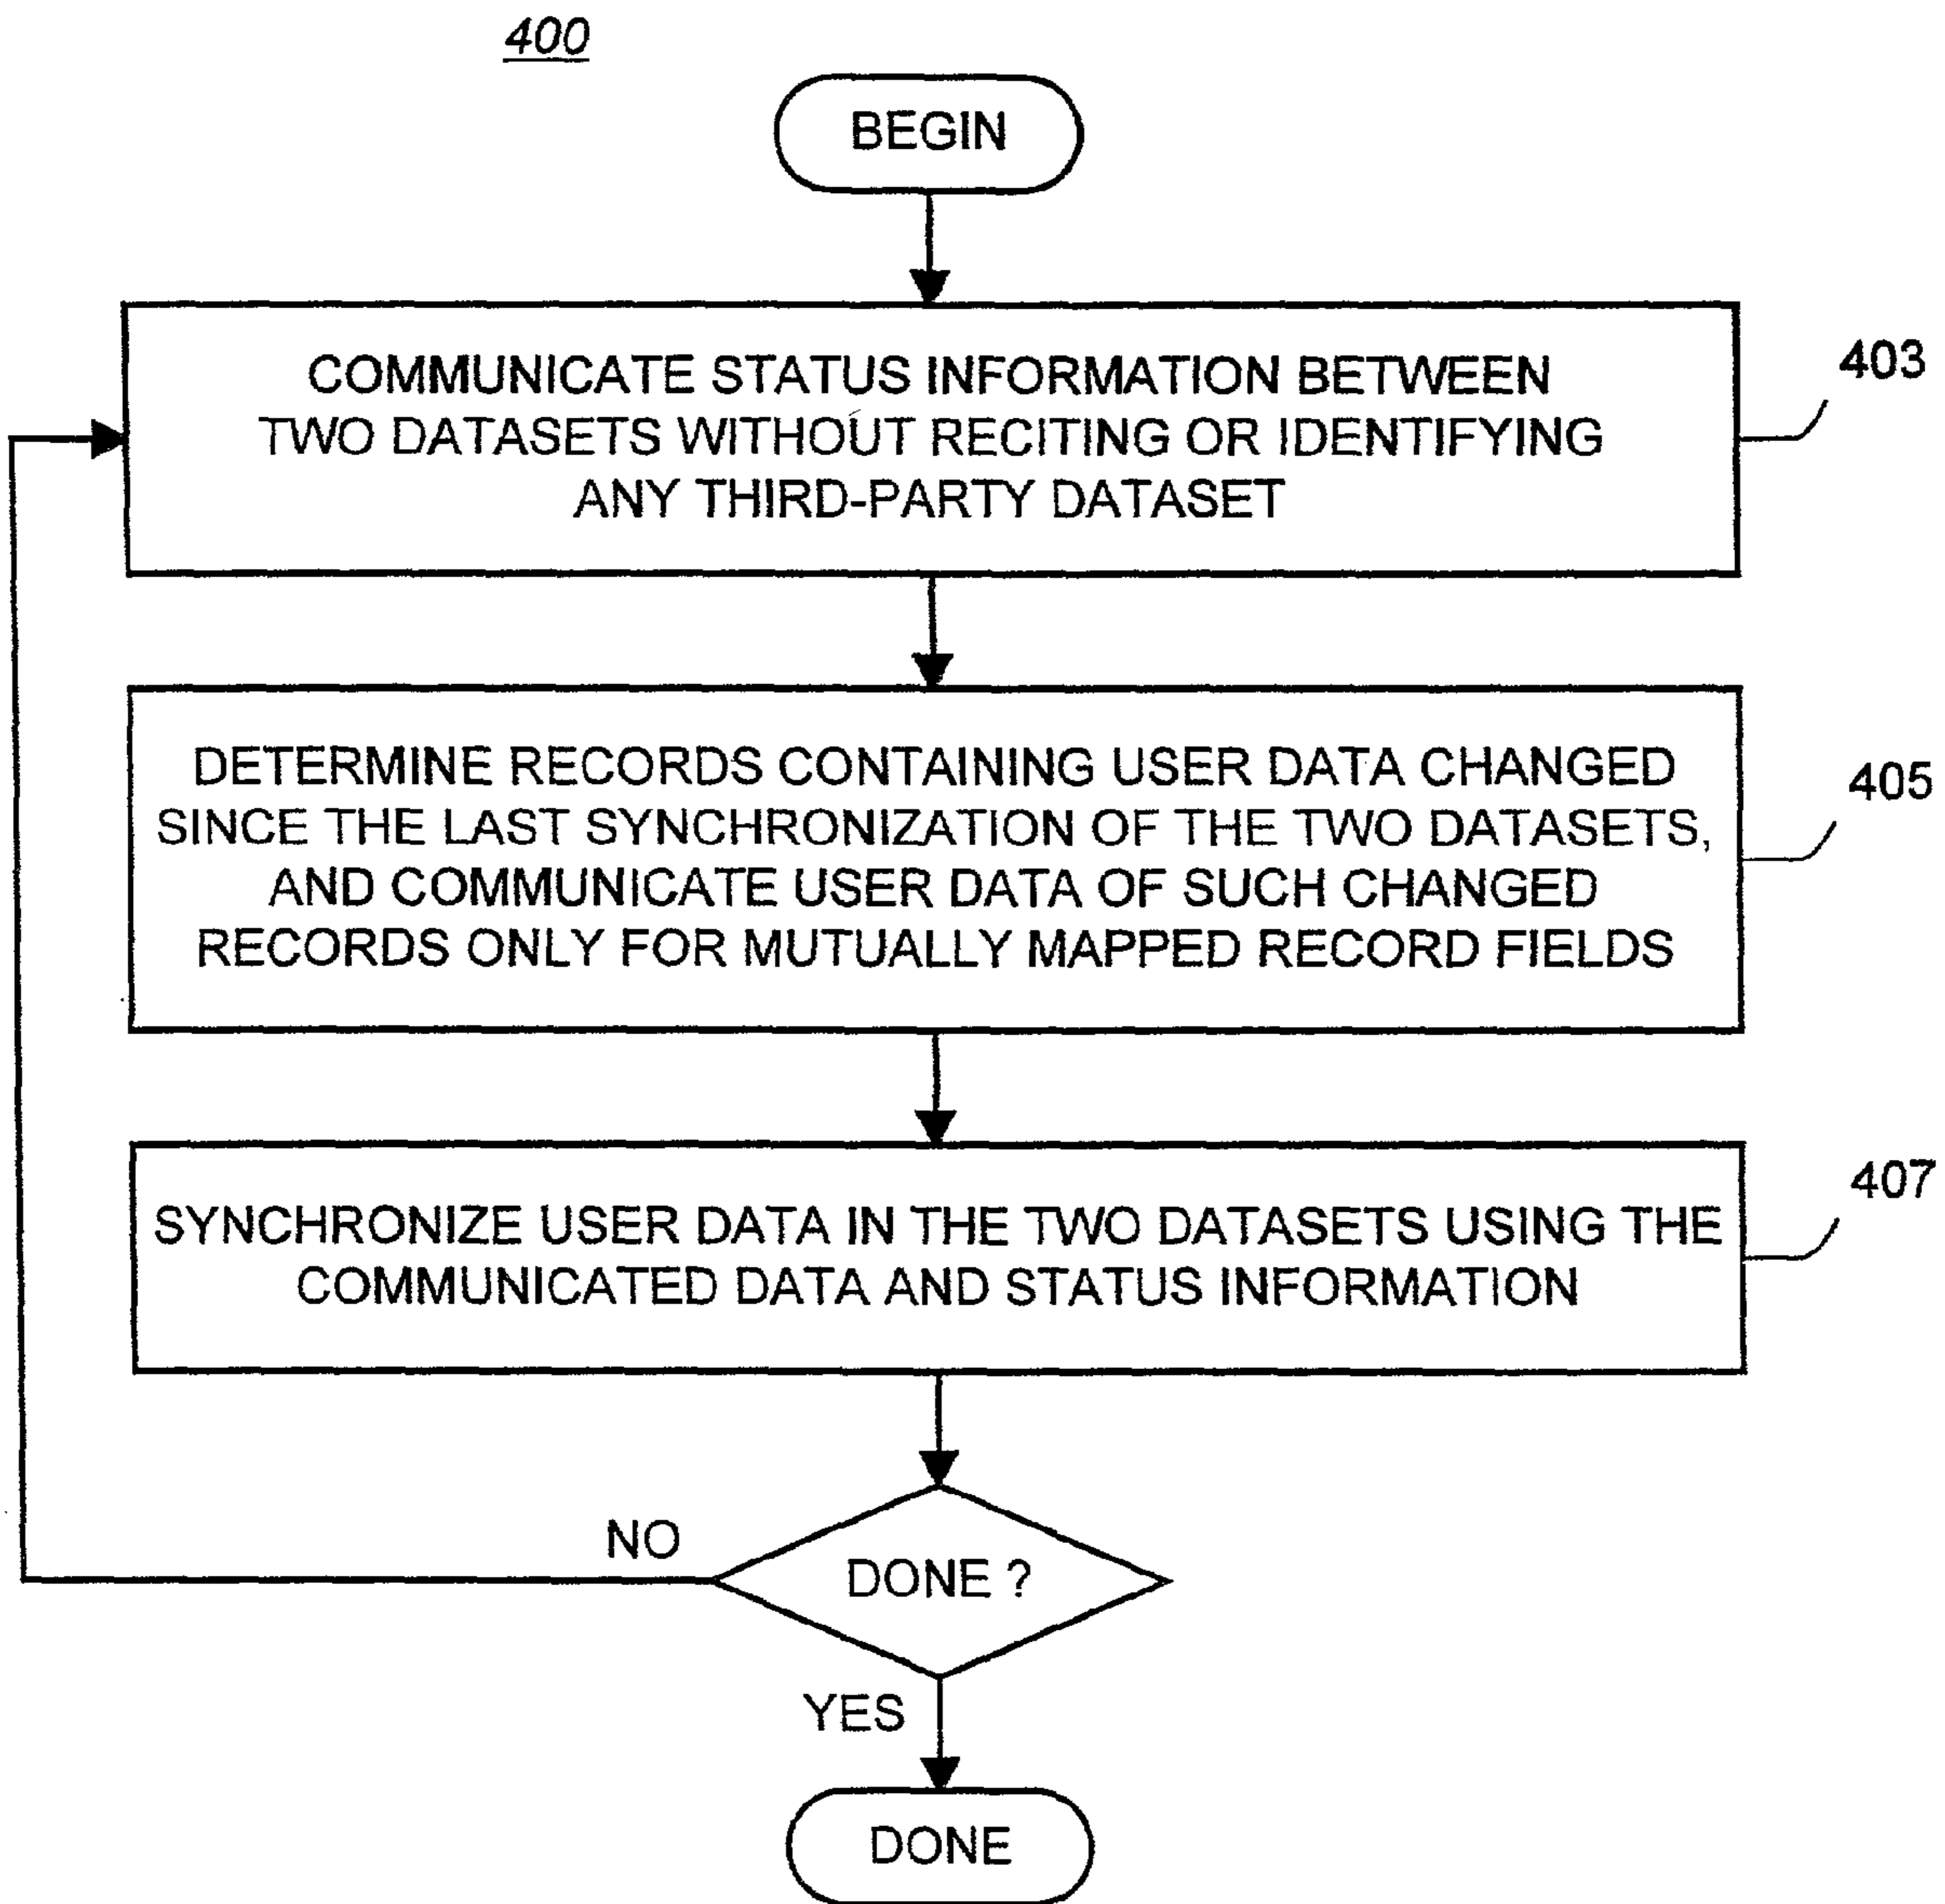 400
BEGIN
COMMUNICATE STATUS INFORMATION BETWEEN
TWO DATASETS WITHOUT RECITING OR IDENTIFYING
ANY THIRD-PARTY DATASET
403
DETERMINE RECORDS CONTAINING USER DATA CHANGED
SINCE THE LAST SYNCHRONIZATION OF THE TWO DATASETS,
AND COMMUNICATE USER DATA OF SUCH CHANGED
RECORDS ONLY FOR MUTUALLY MAPPED RECORD FIELDS
405
SYNCHRONIZE USER DATA IN THE TWO DATASETS USING THE
COMMUNICATED DATA AND STATUS INFORMATION
407
NO
DONE ?
YES
DONE